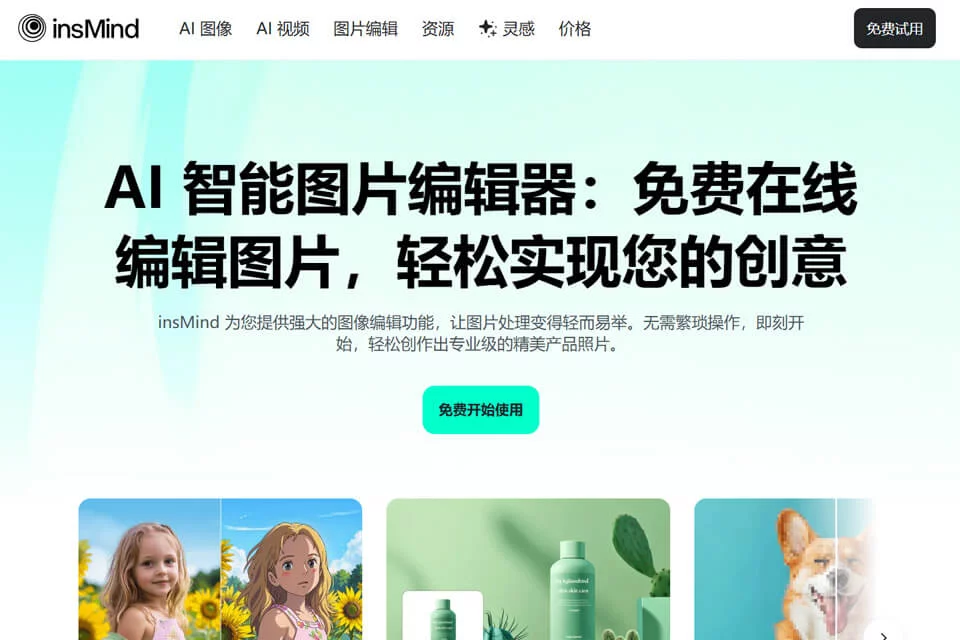 insMind
AI 图像
AI 视频
图片编辑
资源
灵感
价格
免费试用
AI 智能图片编辑器：免费在线
编辑图片，轻松实现您的创意
insMind 为您提供强大的图像编辑功能，让图片处理变得轻而易举。无需繁琐操作，即刻开
始，轻松创作出专业级的精美产品照片。
免费开始使用